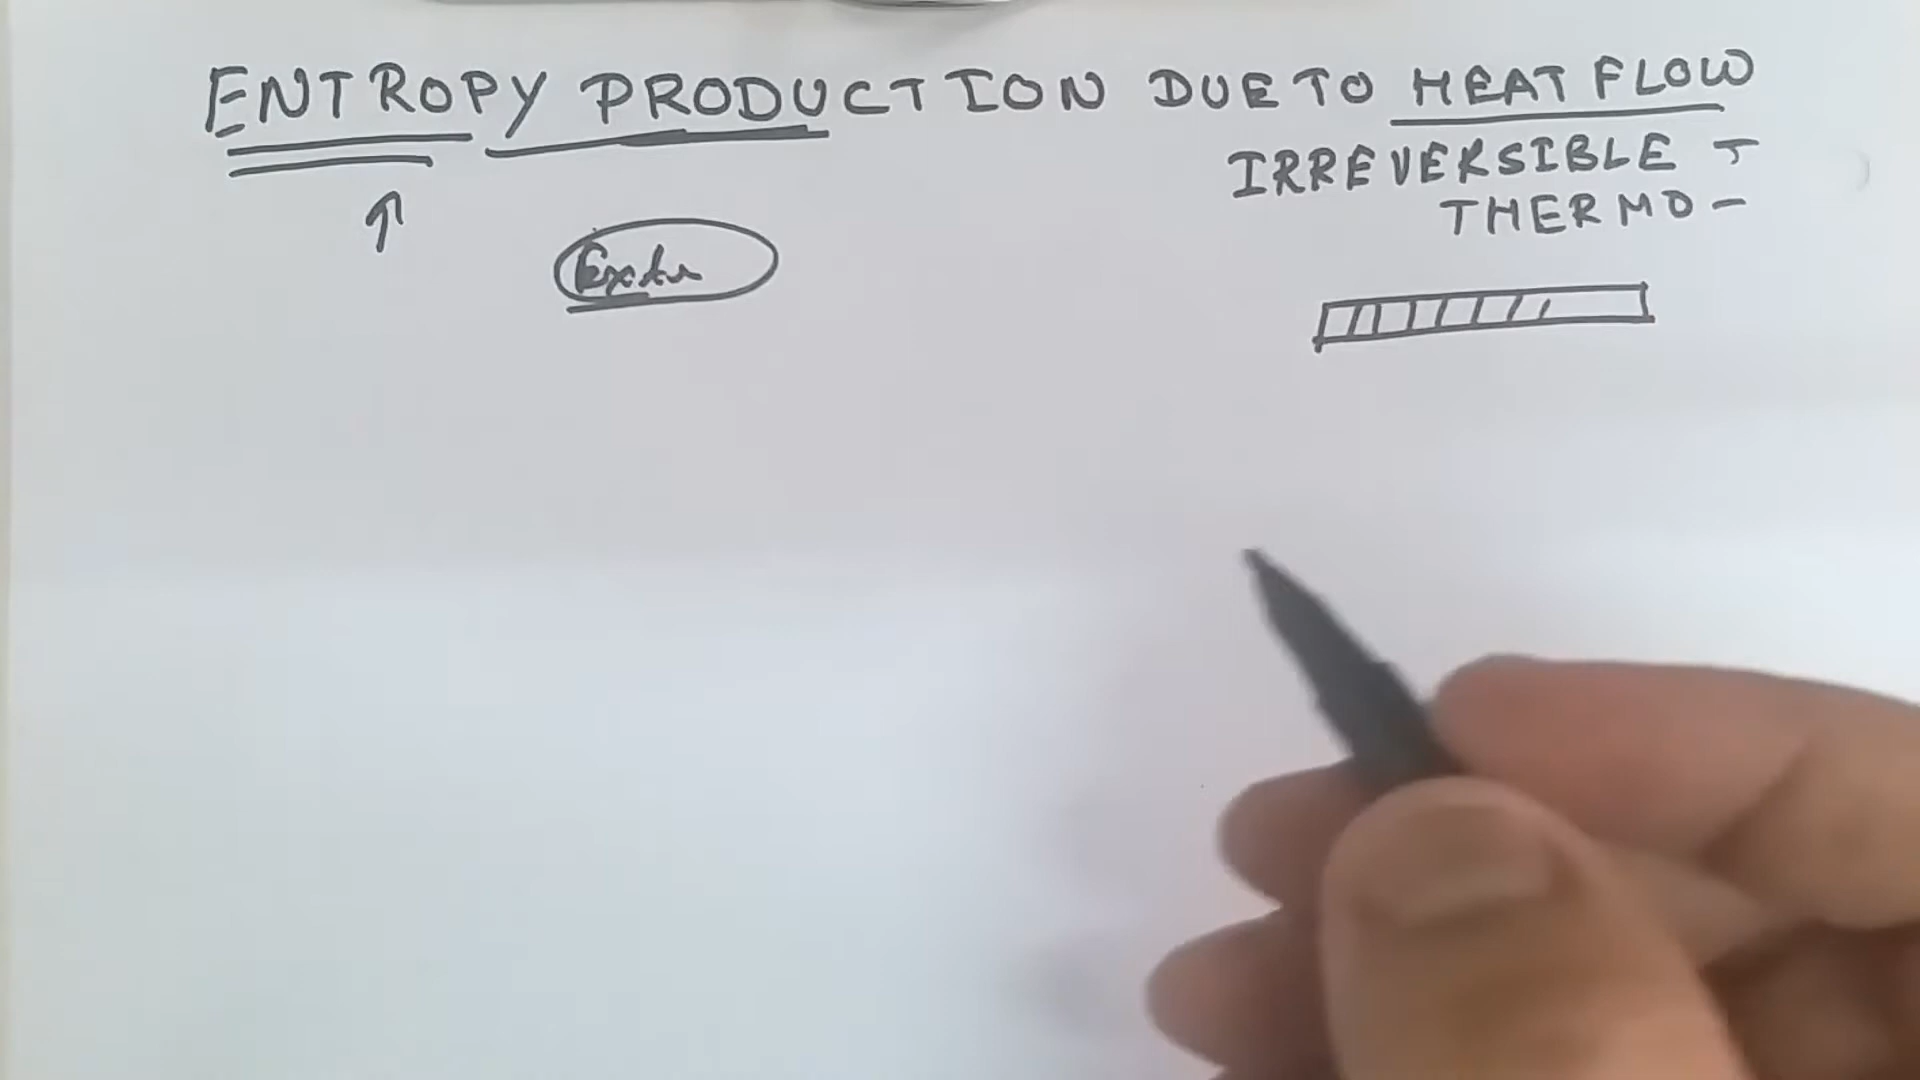 ENTROPY PRODUCTION DUE TO HEAT FLOW
IRREVERSIBLE -
THERMO -